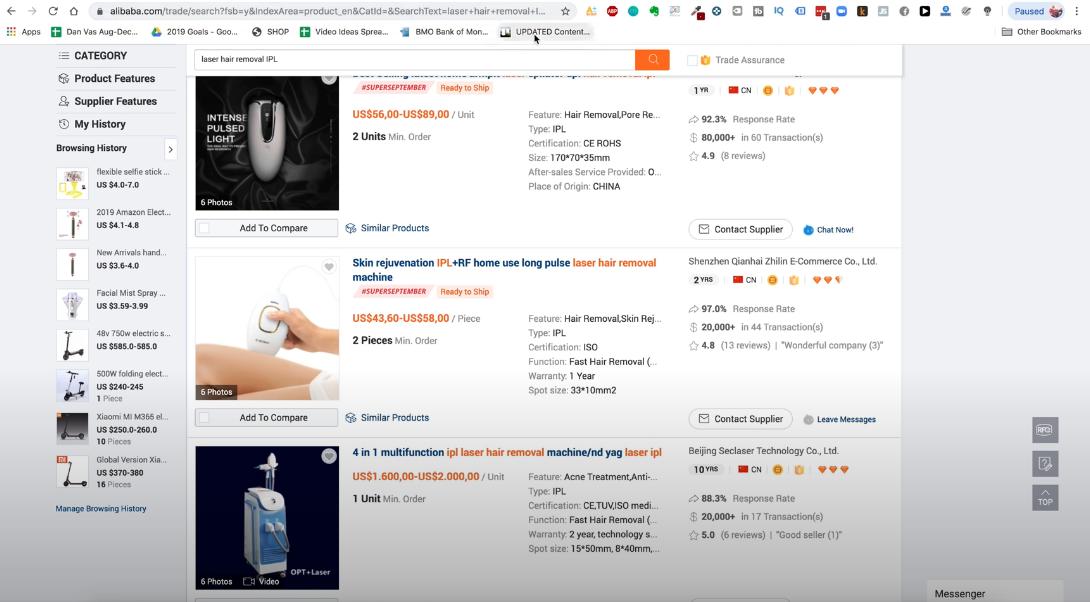 alibaba.com/trade/search?fsb=y&IndexArea=product_en&CatId=&SearchText=laser+hair+removal+I...
Paused
Apps
Dan Vas Aug-Dec...
2019 Goals - Goo...
SHOP
Video Ideas Sprea...
BMO Bank of Mon...
UPDATED Content...
Other Bookmarks
CATEGORY
Product Features
Supplier Features
My History
Browsing History
flexible selfie stick ...
US $4.0-7.0
2019 Amazon Elect...
US $4.1-4.8
New Arrivals hand...
US $3.6-4.0
Facial Mist Spray ...
US $3.59-3.99
48v 750w electric s...
US $585.0-585.0
500W folding elect...
US $240-245
1 Piece
Xiaomi MI M365 el...
US $250.0-260.0
10 Pieces
Global Version Xia...
US $370-380
16 Pieces
Manage Browsing History
laser hair removal IPL
Trade Assurance
INTENSE
PULSED
LIGHT
6 Photos
#SUPERSEPTEMBER
Ready to Ship
US$56,00-US$89,00 / Unit
2 Units Min. Order
Feature: Hair Removal,Pore Re...
Type: IPL
Certification: CE ROHS
Size: 170*70*35mm
After-sales Service Provided: O...
Place of Origin: CHINA
1 YR
CN
92.3% Response Rate
80,000+ in 60 Transaction(s)
4.9 (8 reviews)
Add To Compare
Similar Products
Contact Supplier
Chat Now!
6 Photos
Skin rejuvenation IPL+RF home use long pulse laser hair removal
machine
#SUPERSEPTEMBER
Ready to Ship
US$43,60-US$58,00 / Piece
2 Pieces Min. Order
Feature: Hair Removal,Skin Rej...
Type: IPL
Certification: ISO
Function: Fast Hair Removal (...
Warranty: 1 Year
Spot size: 33*10mm2
Shenzhen Qianhai Zhilin E-Commerce Co., Ltd.
2 YRS
CN
97.0% Response Rate
20,000+ in 44 Transaction(s)
4.8 (13 reviews) | "Wonderful company (3)"
Add To Compare
Similar Products
Contact Supplier
Leave Messages
OPT+Laser
6 Photos
Video
4 in 1 multifunction ipl laser hair removal machine/nd yag laser ipl
US$1.600,00-US$2.000,00 / Unit
1 Unit Min. Order
Feature: Acne Treatment,Anti-...
Type: IPL
Certification: CE,TUV,ISO medi...
Function: Fast Hair Removal (...
Warranty: 2 year, technology s...
Spot size: 15*50mm, 8*40mm,...
Beijing Seclaser Technology Co., Ltd.
10 YRS
CN
88.3% Response Rate
20,000+ in 17 Transaction(s)
5.0 (6 reviews) | "Good seller (1)"
RFQ
TOP
Messenger